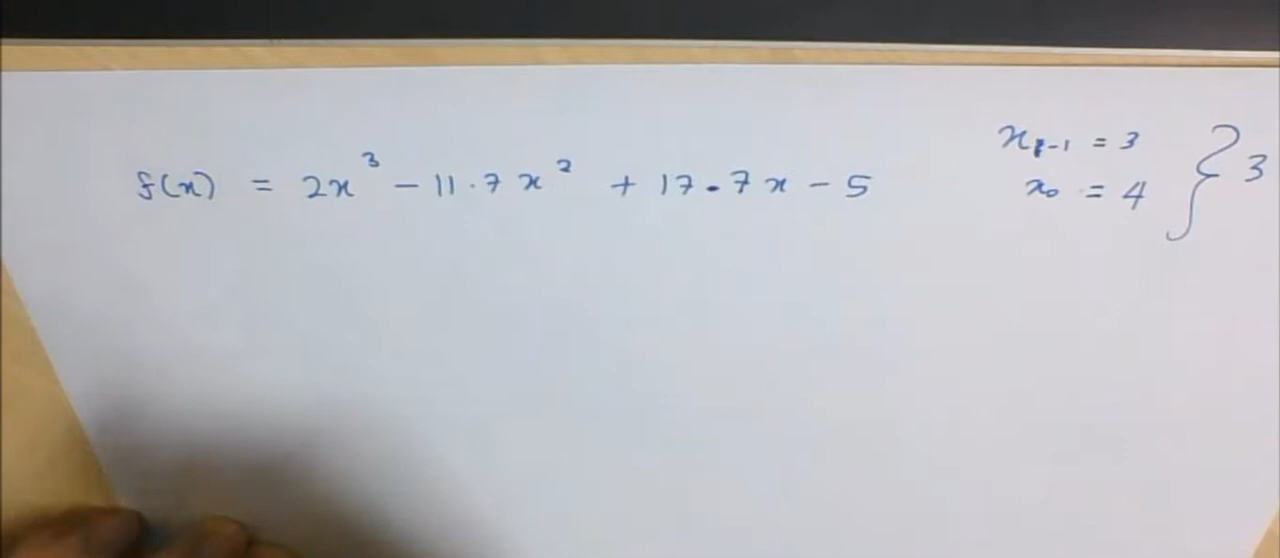 f(x) = 2x³ - 11.7x² + 17.7x - 5
x₋₁ = 3
x₀ = 4
} 3